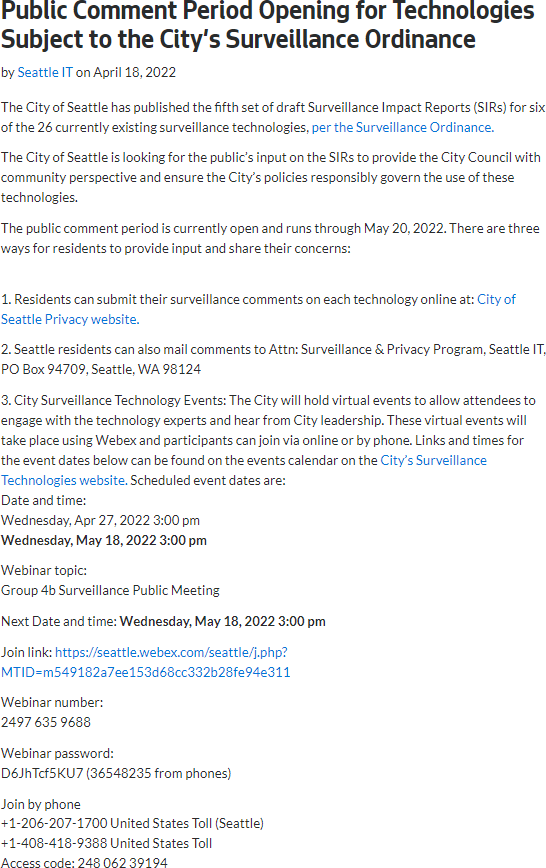 Public Comment Period Opening for Technologies
Subject to the City's Surveillance Ordinance
by Seattle IT on April 18, 2022
The City of Seattle has published the fifth set of draft Surveillance Impact Reports (SIRs) for six
of the 26 currently existing surveillance technologies, per the Surveillance Ordinance.
The City of Seattle is looking for the public's input on the SIRs to provide the City Council with
community perspective and ensure the City's policies responsibly govern the use of these
technologies.
The public comment period is currently open and runs through May 20, 2022. There are three
ways for residents to provide input and share their concerns:
1. Residents can submit their surveillance comments on each technology online at: City of
Seattle Privacy website.
2. Seattle residents can also mail comments to Attn: Surveillance & Privacy Program, Seattle IT,
PO Box 94709, Seattle, WA 98124
3. City Surveillance Technology Events: The City will hold virtual events to allow attendees to
engage with the technology experts and hear from City leadership. These virtual events will
take place using Webex and participants can join via online or by phone. Links and times for
the event dates below can be found on the events calendar on the City's Surveillance
Technologies website. Scheduled event dates are:
Date and time:
Wednesday, Apr 27, 2022 3:00 pm
Wednesday, May 18, 2022 3:00 pm
Webinar topic:
Group 4b Surveillance Public Meeting
Next Date and time: Wednesday, May 18, 2022 3:00 pm
Join link: https://seattle.webex.com/seattle/j.php?
MTID=m549182a7ee153d68cc332b28fe94e311
Webinar number:
2497 635 9688
Webinar password:
D6JhTcf5KU7 (36548235 from phones)
Join by phone
+1-206-207-1700 United States Toll (Seattle)
+1-408-418-9388 United States Toll
Access code: 248 062 39194